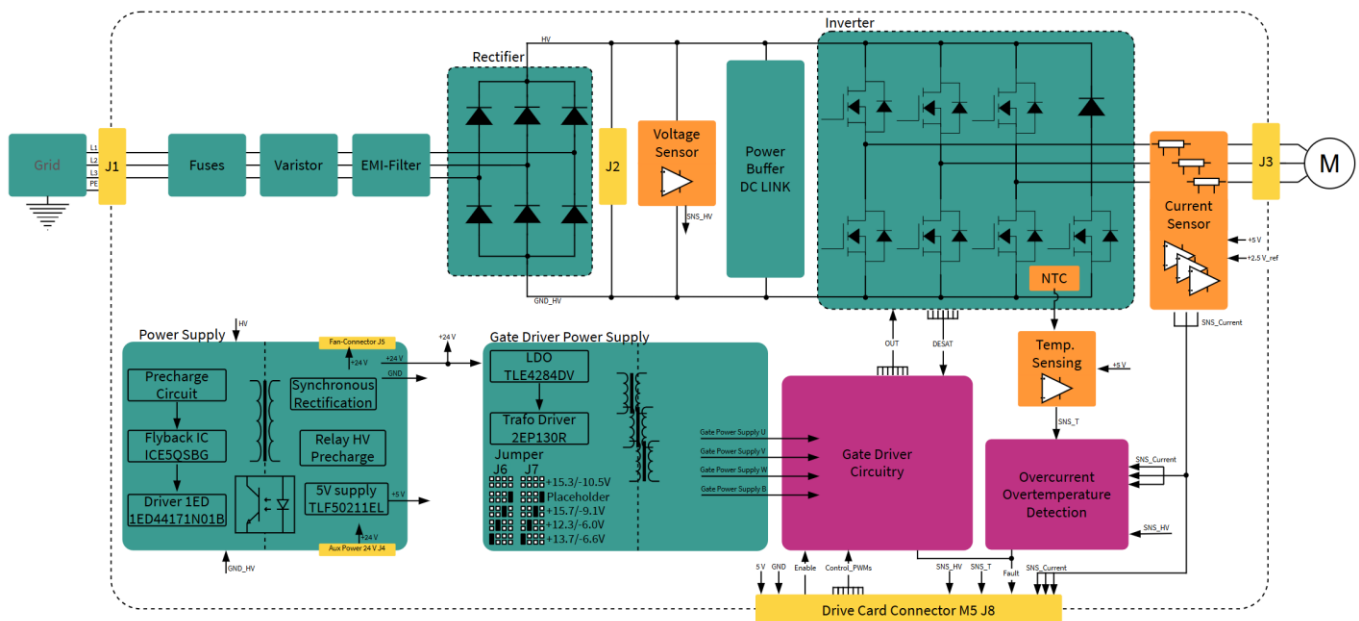 Inverter
HV
Rectifier
Grid
L1
L2
L3
PE
J1
Fuses
Varistor
EMI-Filter
J2
Voltage
Sensor
SNS_HV
Power
Buffer
DC LINK
GND_HV
NTC
Current
Sensor
J3
M
+5 V
+2.5 V_ref
SNS_Current
Power Supply
HV
Fan-Connector J5
+24 V
Precharge
Circuit
Synchronous
Rectification
Flyback IC
ICE5QSBG
Relay HV
Precharge
Driver 1ED
1ED44171N01B
5V supply
TLF50211EL
+24 V
Aux Power 24 V J4
GND_HV
+24 V
GND
+5 V
+24 V
Gate Driver Power Supply
LDO
TLE4284DV
Trafo Driver
2EP130R
Jumper
J6 J7
+15.3/-10.5V
Placeholder
+15.7/-9.1V
+12.3/-6.0V
+13.7/-6.6V
Gate Power Supply U
Gate Power Supply V
Gate Power Supply W
Gate Power Supply B
OUT
DESAT
Gate Driver
Circuitry
Temp.
Sensing
+5 V
SNS_T
Overcurrent
Overtemperature
Detection
SNS_Current
SNS_HV
5 V
GND
Enable
Control_PWMs
SNS_HV
SNS_T
Fault
SNS_Current
Drive Card Connector M5 J8